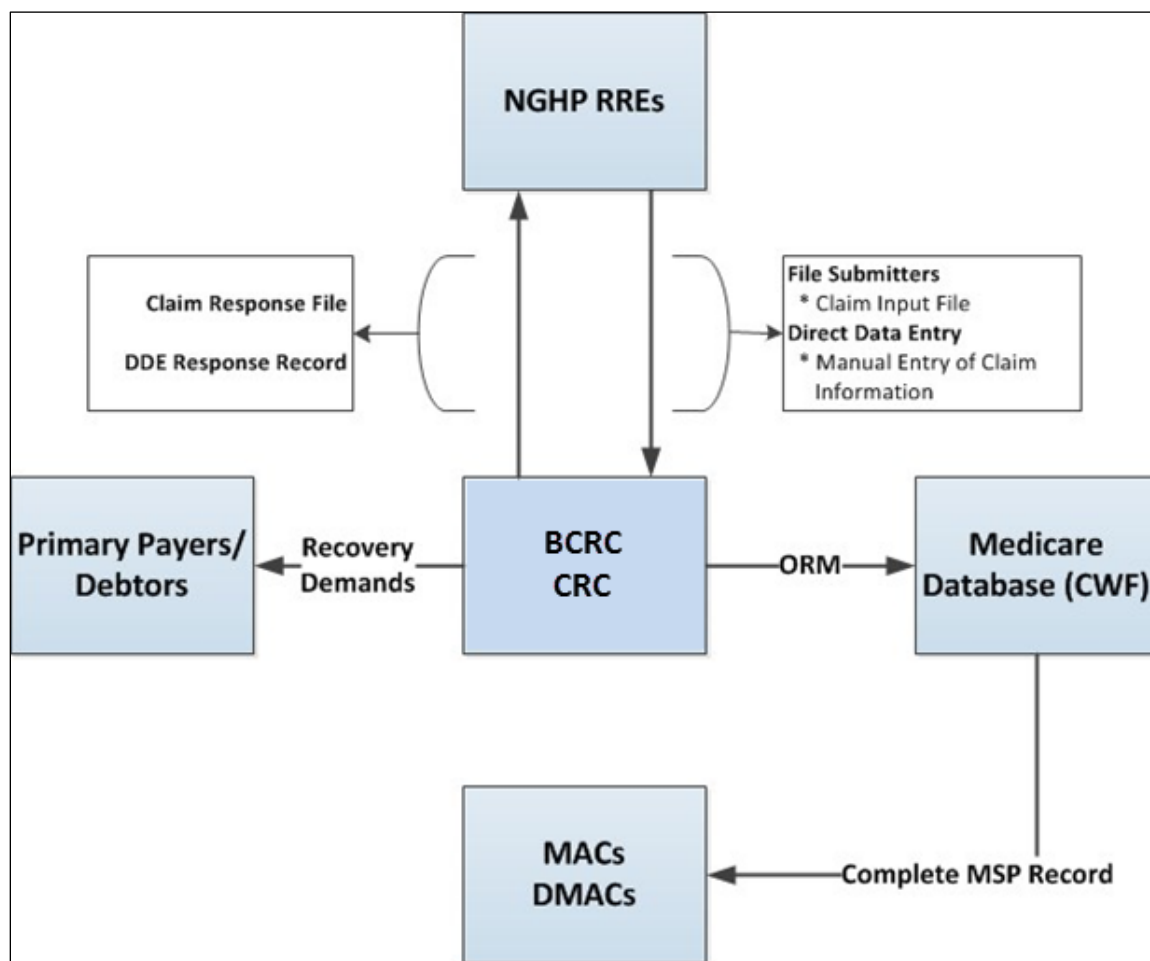 NGHP RREs
Claim Response File
DDE Response Record
File Submitters
* Claim Input File
Direct Data Entry
* Manual Entry of Claim
Information
Primary Payers/
Debtors
Recovery
Demands
BCRC
CRC
ORM
Medicare
Database (CWF)
MACs
DMACs
Complete MSP Record